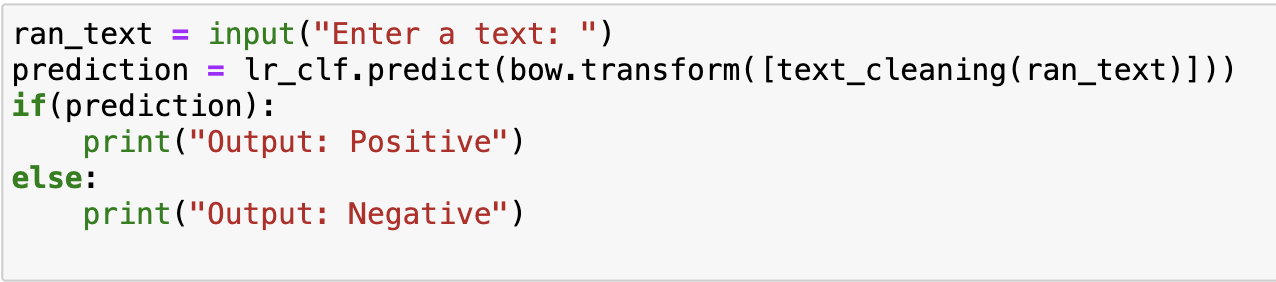 ran_text = input("Enter a text: ")
prediction = lr_clf.predict(bow.transform([text_cleaning(ran_text)]))
if(prediction):
    print("Output: Positive")
else:
    print("Output: Negative")